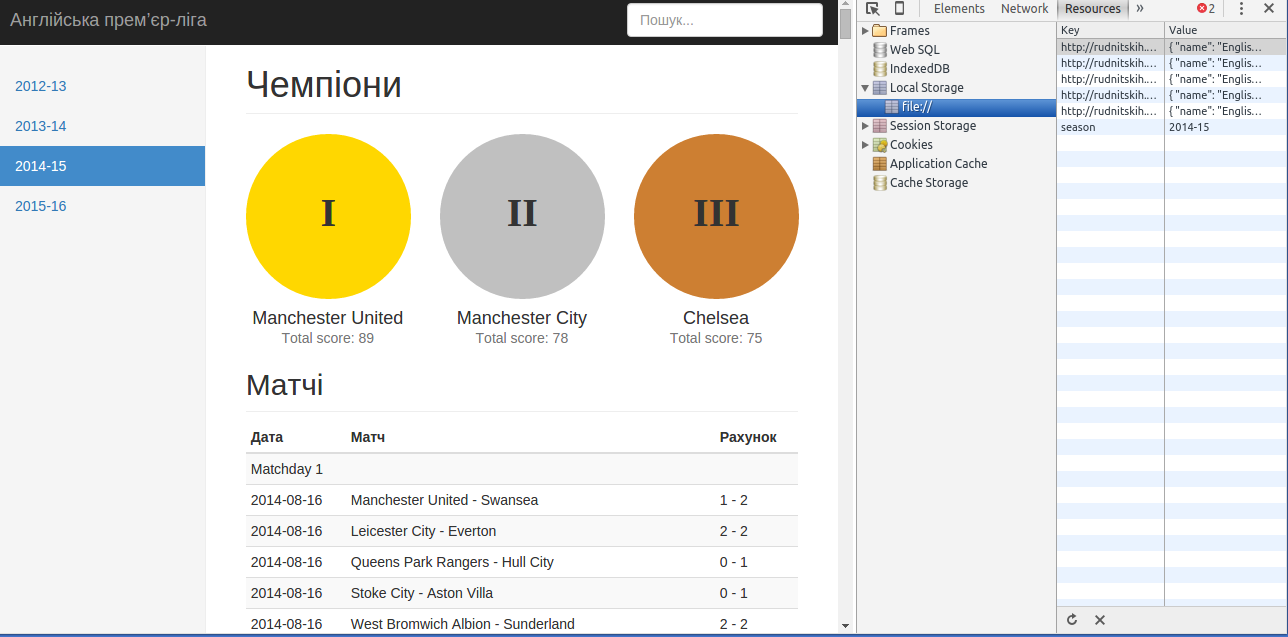 Англійська прем’єр-ліга
Пошук...
2012-13
2013-14
2014-15
2015-16
Чемпіони
I
II
III
Manchester United
Manchester City
Chelsea
Total score: 89
Total score: 78
Total score: 75
Матчі
Дата Матч Рахунок
Matchday 1
2014-08-16 Manchester United - Swansea 1 - 2
2014-08-16 Leicester City - Everton 2 - 2
2014-08-16 Queens Park Rangers - Hull City 0 - 1
2014-08-16 Stoke City - Aston Villa 0 - 1
2014-08-16 West Bromwich Albion - Sunderland 2 - 2
Elements Network Resources » 2
Frames
Web SQL
IndexedDB
Local Storage
file://
Session Storage
Cookies
Application Cache
Cache Storage
Key Value
http://rudnitskih.... { "name": "Englis...
http://rudnitskih.... { "name": "Englis...
http://rudnitskih.... { "name": "Englis...
http://rudnitskih.... { "name": "Englis...
http://rudnitskih.... { "name": "Englis...
season 2014-15